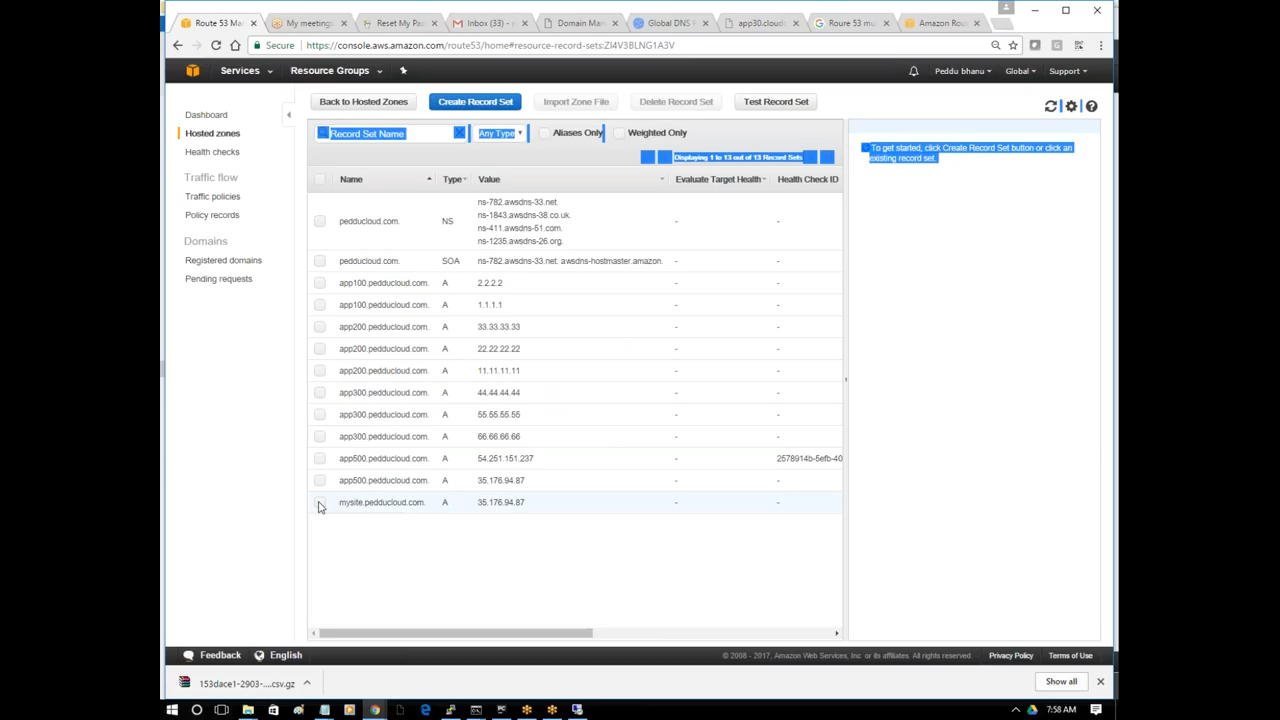 Route 53 Ma
My meeting
Reset My Pa
Inbox (33) -
Domain Man
Global DNS P
app30.cloud
Roure 53 mu
Amazon Rou
Secure
https://console.aws.amazon.com/route53/home#resource-record-sets:ZI4V3BLNG1A3V
Services
Resource Groups
Peddu bhanu
Global
Support
Dashboard
Hosted zones
Health checks
Traffic flow
Traffic policies
Policy records
Domains
Registered domains
Pending requests
Back to Hosted Zones
Create Record Set
Import Zone File
Delete Record Set
Test Record Set
Record Set Name
Any Type
Aliases Only
Weighted Only
Displaying 1 to 13 out of 13 Record Sets
Name Type Value Evaluate Target Health Health Check ID
ns-782.awsdns-33.net.
ns-1843.awsdns-38.co.uk.
pedducloud.com. NS - -
ns-411.awsdns-51.com.
ns-1235.awsdns-26.org.
pedducloud.com. SOA ns-782.awsdns-33.net. awsdns-hostmaster.amazon. - -
app100.pedducloud.com. A 2.2.2.2 - -
app100.pedducloud.com. A 1.1.1.1 - -
app200.pedducloud.com. A 33.33.33.33 - -
app200.pedducloud.com. A 22.22.22.22 - -
app200.pedducloud.com. A 11.11.11.11 - -
app300.pedducloud.com. A 44.44.44.44 - -
app300.pedducloud.com. A 55.55.55.55 - -
app300.pedducloud.com. A 66.66.66.66 - -
app500.pedducloud.com. A 54.251.151.237 - 2578914b-5efb-40
app500.pedducloud.com. A 35.176.94.87 - -
mysite.pedducloud.com. A 35.176.94.87 - -
To get started, click Create Record Set button or click an
existing record set.
Feedback
English
© 2008 - 2017, Amazon Web Services, Inc. or its affiliates. All rights reserved.
Privacy Policy
Terms of Use
153dace1-2903-....csv.gz
Show all
7:58 AM